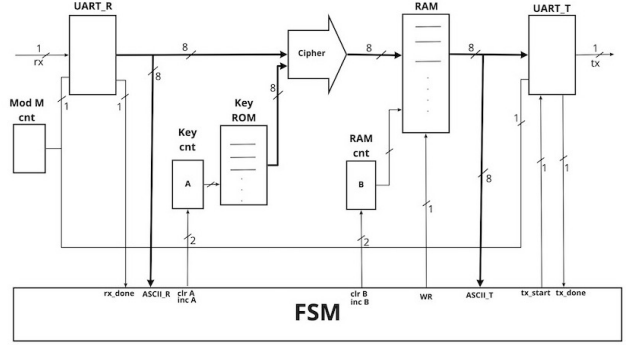 UART_R
RAM
UART_T
1
rx
8
Cipher
8
8
1
tx
8
1
1
8
Mod M
cnt
Key
ROM
Key
cnt
A
RAM
cnt
B
1
8
1
1
2
2
1
rx_done
ASCII_R
clr A
inc A
clr B
inc B
WR
ASCII_T
tx_start
tx_done
FSM